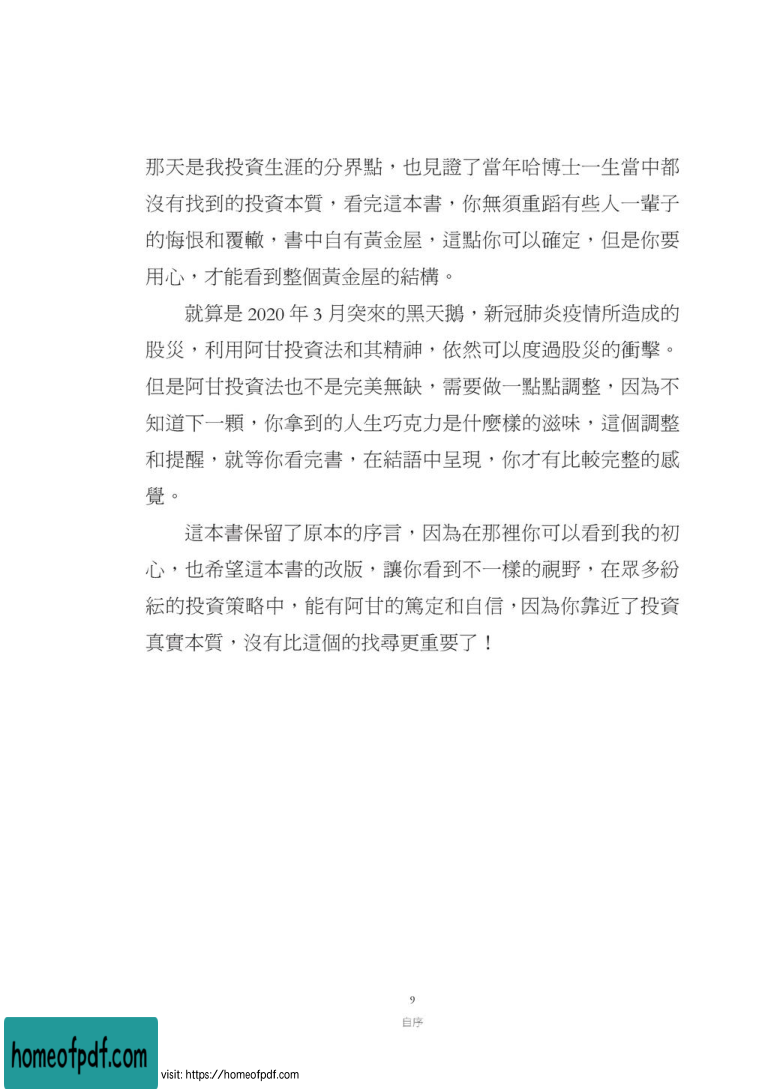 那天是我投資生涯的分界點，也見證了當年哈博士一生當中都
沒有找到的投資本質，看完這本書，你無須重蹈有些人一輩子
的悔恨和覆轍，書中自有黃金屋，這點你可以確定，但是你要
用心，才能看到整個黃金屋的結構。
就算是 2020 年 3 月突來的黑天鵝，新冠肺炎疫情所造成的
股災，利用阿甘投資法和其精神，依然可以度過股災的衝擊。
但是阿甘投資法也不是完美無缺，需要做一點點調整，因為不
知道下一顆，你拿到的人生巧克力是什麼樣的滋味，這個調整
和提醒，就等你看完書，在結語中呈現，你才有比較完整的感
覺。
這本書保留了原本的序言，因為在那裡你可以看到我的初
心，也希望這本書的改版，讓你看到不一樣的視野，在眾多紛
紜的投資策略中，能有阿甘的篤定和自信，因為你靠近了投資
真實本質，沒有比這個的找尋更重要了！
9
自序
homeofpdf.com
visit: https://homeofpdf.com